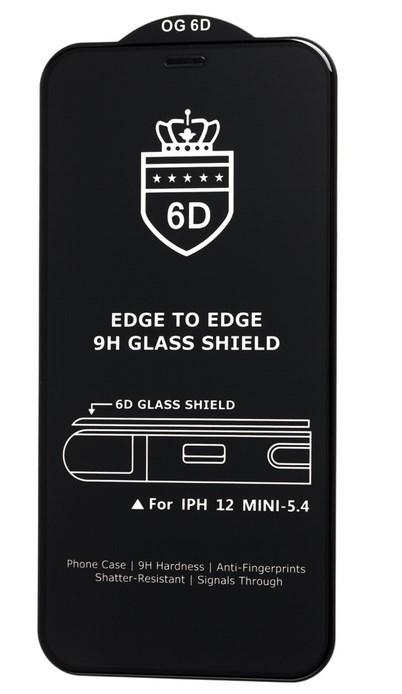 OG 6D
★ ★ ★ ★ ★
6D
EDGE TO EDGE
9H GLASS SHIELD
6D GLASS SHIELD
▲ For IPH 12 MINI-5.4
Phone Case | 9H Hardness | Anti-Fingerprints
Shatter-Resistant | Signals Through